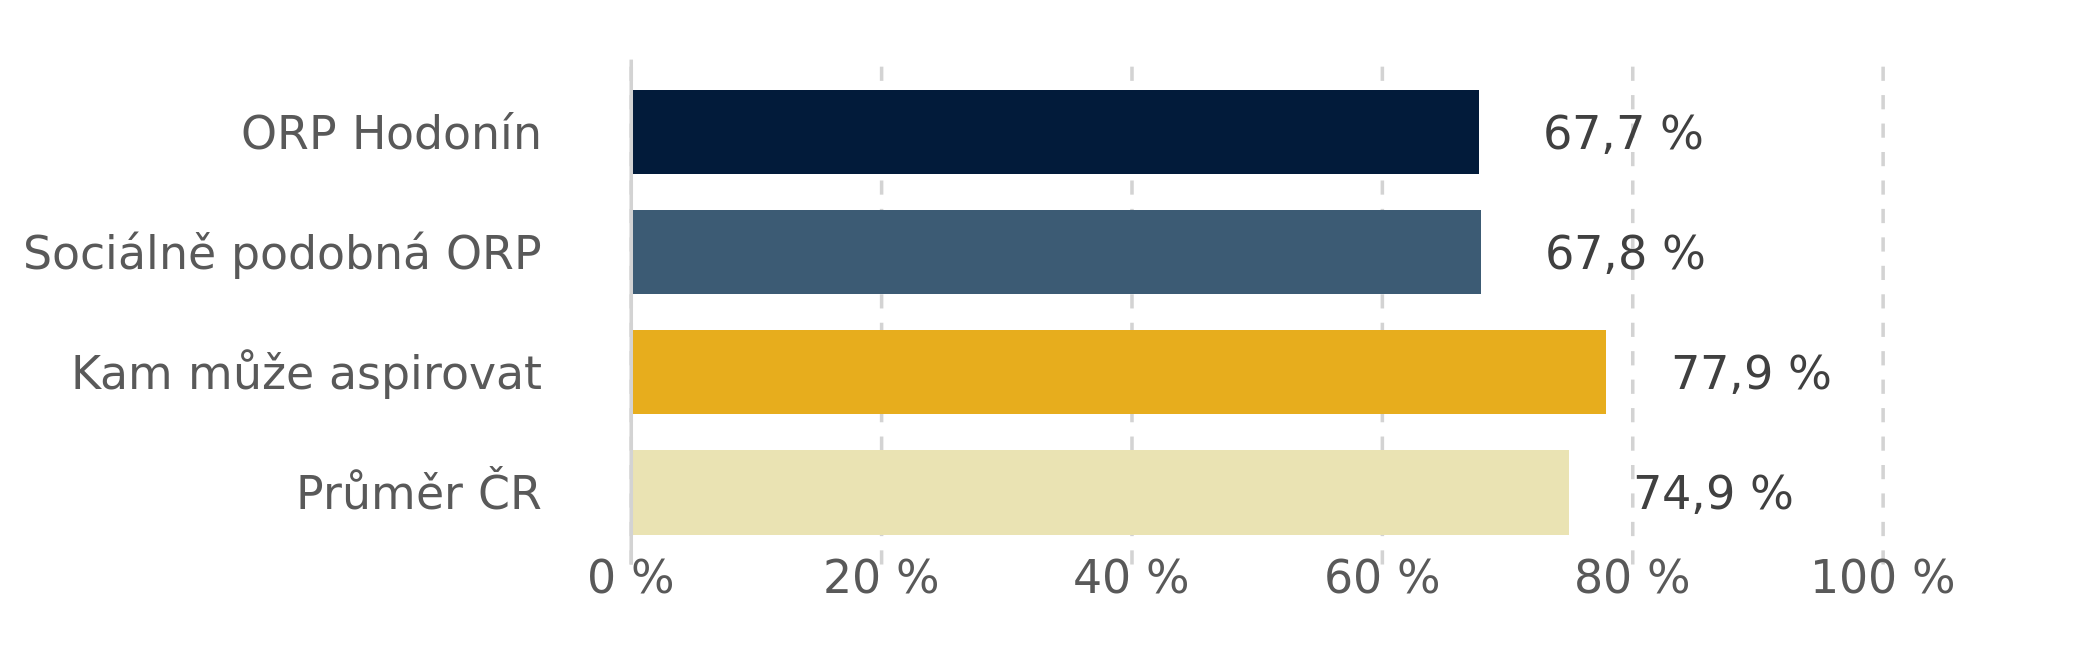 ORP Hodonín 67,7 %
Sociálně podobná ORP 67,8 %
Kam může aspirovat 77,9 %
Průměr ČR 74,9 %
0 % 20 % 40 % 60 % 80 % 100 %